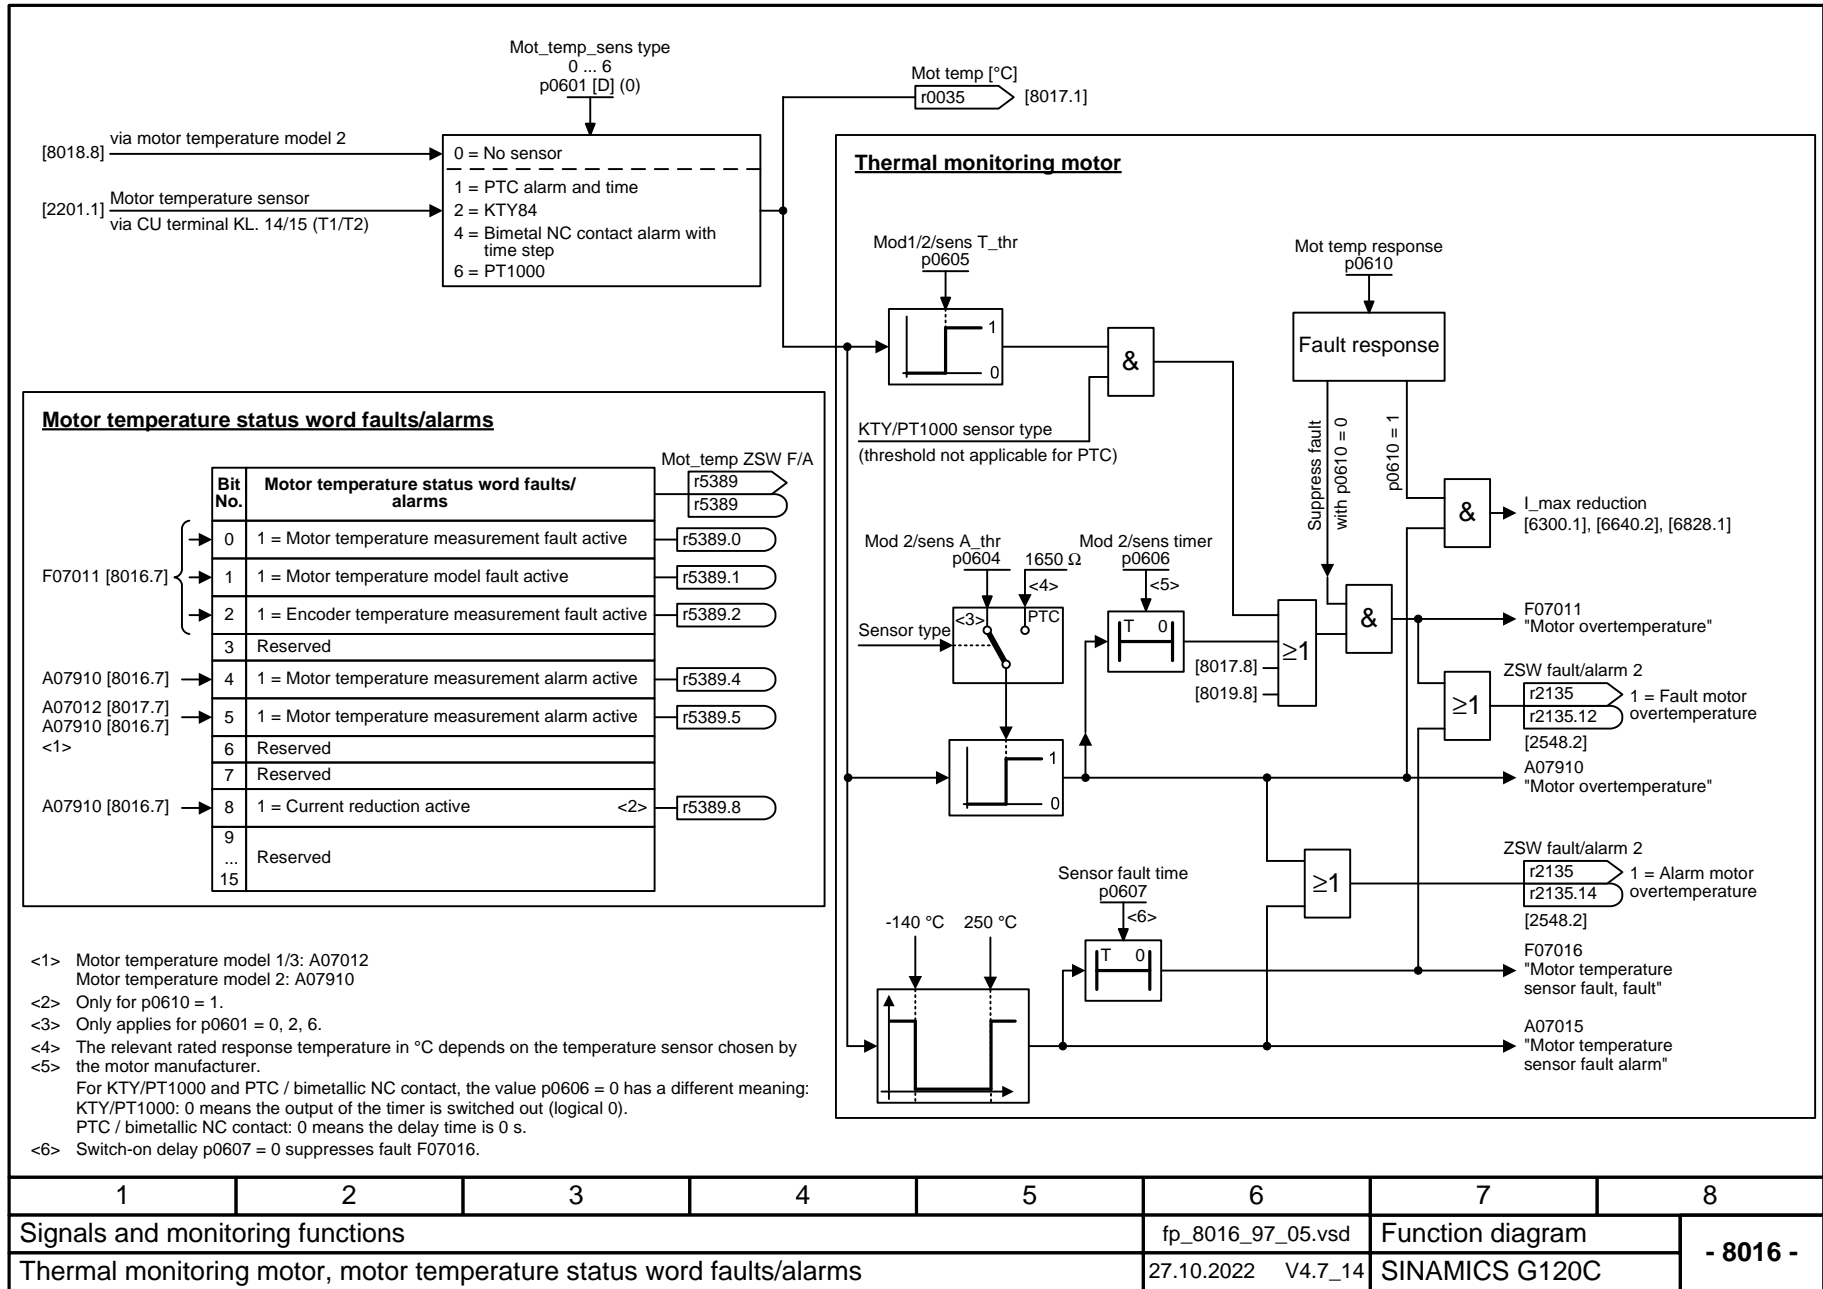 Mot_temp_sens type
0 ... 6
p0601 [D] (0)
Mot temp [°C]
r0035
[8017.1]
[8018.8]
via motor temperature model 2
[2201.1]
Motor temperature sensor
via CU terminal KL. 14/15 (T1/T2)
0 = No sensor
1 = PTC alarm and time
2 = KTY84
4 = Bimetal NC contact alarm with
time step
6 = PT1000
Thermal monitoring motor
Mod1/2/sens T_thr
p0605
1
0
&
KTY/PT1000 sensor type
(threshold not applicable for PTC)
Mot temp response
p0610
Fault response
Suppress fault
with p0610 = 0
p0610 = 1
&
I_max reduction
[6300.1], [6640.2], [6828.1]
Mod 2/sens A_thr
p0604
1650 Ω
<4>
<3>
PTC
Sensor type
Mod 2/sens timer
p0606
<5>
T 0
[8017.8]
[8019.8]
≥1
&
F07011
"Motor overtemperature"
ZSW fault/alarm 2
r2135
r2135.12
1 = Fault motor
overtemperature
[2548.2]
≥1
1
0
A07910
"Motor overtemperature"
ZSW fault/alarm 2
r2135
r2135.14
1 = Alarm motor
overtemperature
[2548.2]
≥1
Sensor fault time
p0607
<6>
T 0
-140 °C
250 °C
F07016
"Motor temperature
sensor fault, fault"
A07015
"Motor temperature
sensor fault alarm"
Motor temperature status word faults/alarms
Mot_temp ZSW F/A
r5389
r5389
Bit
No.
Motor temperature status word faults/
alarms
F07011 [8016.7]
0 1 = Motor temperature measurement fault active r5389.0
1 1 = Motor temperature model fault active r5389.1
2 1 = Encoder temperature measurement fault active r5389.2
3 Reserved
A07910 [8016.7] 4 1 = Motor temperature measurement alarm active r5389.4
A07012 [8017.7]
A07910 [8016.7]
<1>
5 1 = Motor temperature measurement alarm active r5389.5
6 Reserved
7 Reserved
A07910 [8016.7] 8 1 = Current reduction active <2> r5389.8
9
...
15
Reserved
<1> Motor temperature model 1/3: A07012
Motor temperature model 2: A07910
<2> Only for p0610 = 1.
<3> Only applies for p0601 = 0, 2, 6.
<4> The relevant rated response temperature in °C depends on the temperature sensor chosen by
<5> the motor manufacturer.
For KTY/PT1000 and PTC / bimetallic NC contact, the value p0606 = 0 has a different meaning:
KTY/PT1000: 0 means the output of the timer is switched out (logical 0).
PTC / bimetallic NC contact: 0 means the delay time is 0 s.
<6> Switch-on delay p0607 = 0 suppresses fault F07016.
1 2 3 4 5 6 7 8
Signals and monitoring functions
fp_8016_97_05.vsd
Function diagram
- 8016 -
Thermal monitoring motor, motor temperature status word faults/alarms
27.10.2022 V4.7_14
SINAMICS G120C